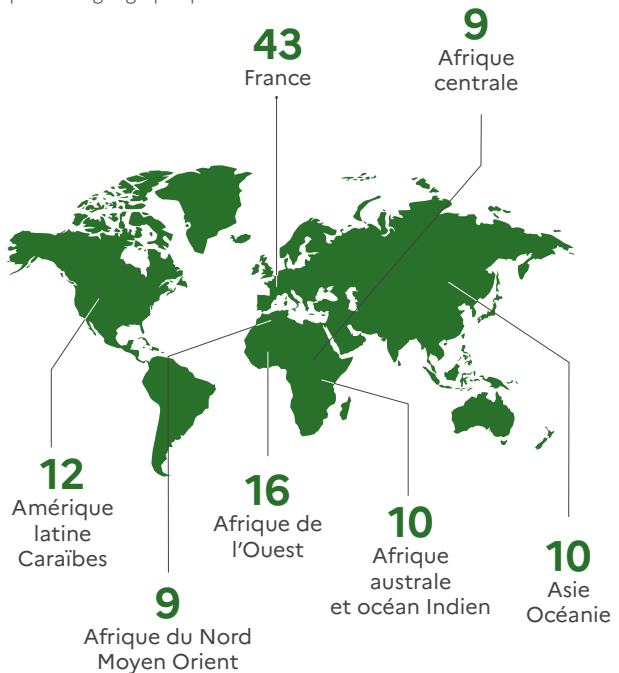 43
France
9
Afrique
centrale
12
Amérique
latine
Caraïbes
9
Afrique du Nord
Moyen Orient
16
Afrique de
l'Ouest
10
Afrique
australe
et océan Indien
10
Asie
Océanie